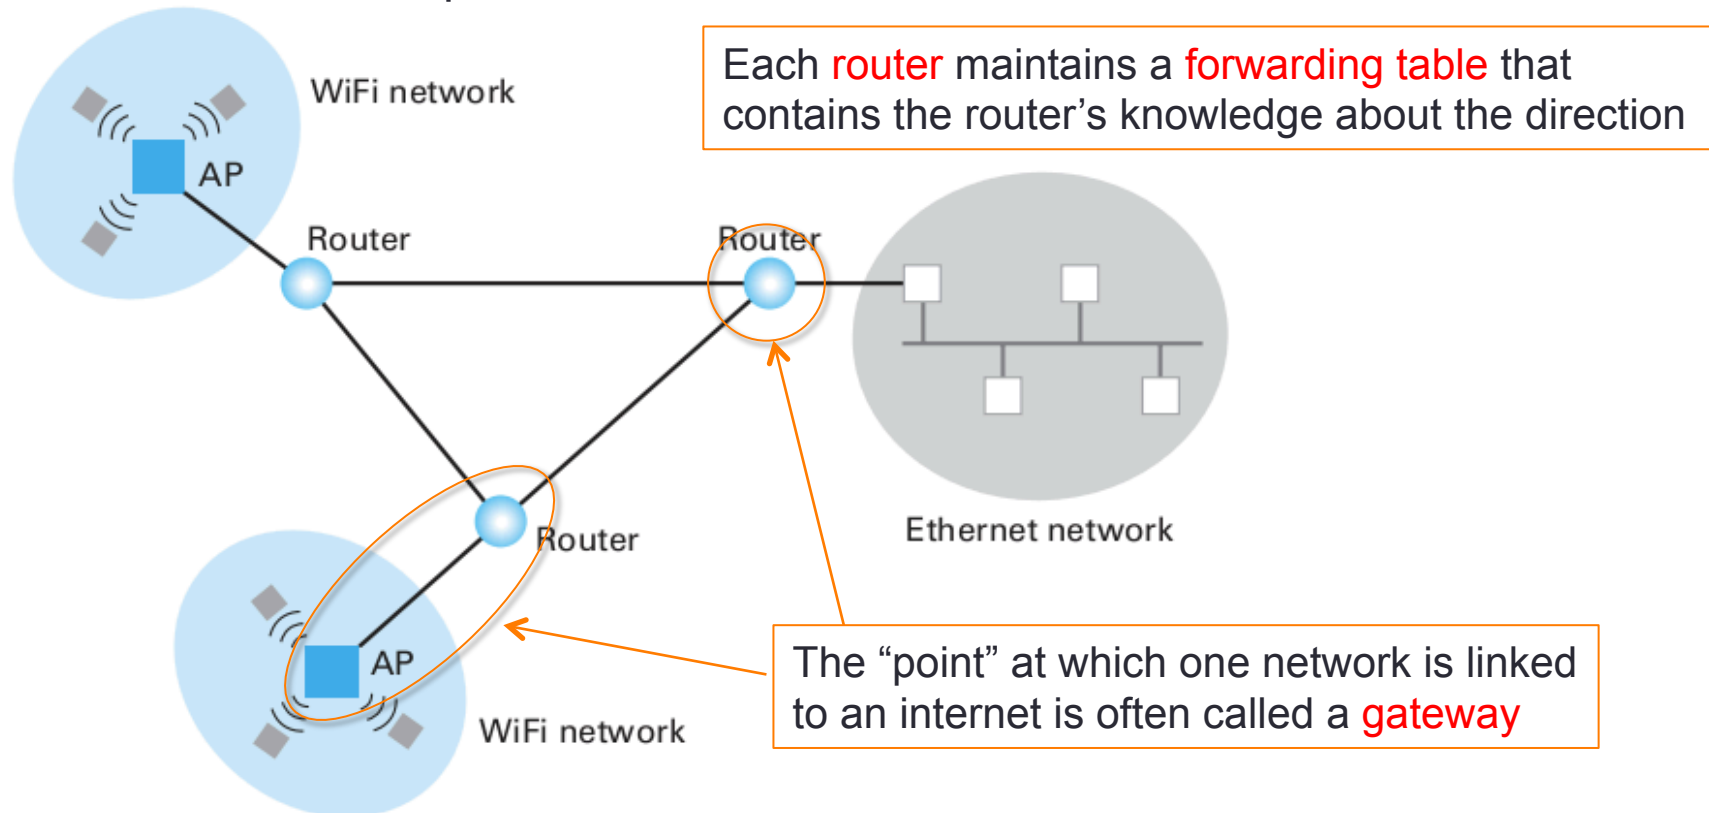 Each router maintains a forwarding table that
contains the router’s knowledge about the direction
WiFi network
AP
Router
Router
Ethernet network
Router
AP
WiFi network
The “point” at which one network is linked
to an internet is often called a gateway